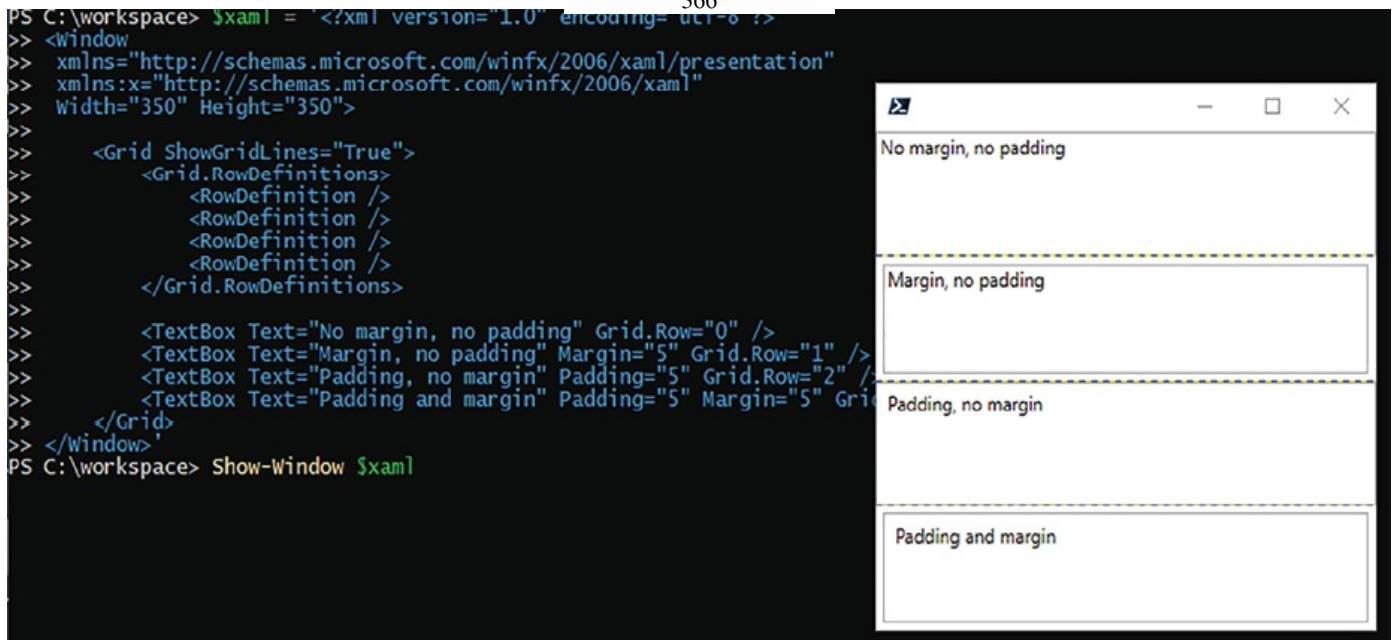 366
PS C:\workspace> $xaml = '<?xml version="1.0" encoding="utf-8"?>
>> <Window
>>  xmlns="http://schemas.microsoft.com/winfx/2006/xaml/presentation"
>>  xmlns:x="http://schemas.microsoft.com/winfx/2006/xaml"
>>  Width="350" Height="350">
>>
>>     <Grid ShowGridLines="True">
>>         <Grid.RowDefinitions>
>>             <RowDefinition />
>>             <RowDefinition />
>>             <RowDefinition />
>>             <RowDefinition />
>>         </Grid.RowDefinitions>
>>
>>         <TextBox Text="No margin, no padding" Grid.Row="0" />
>>         <TextBox Text="Margin, no padding" Margin="5" Grid.Row="1" />
>>         <TextBox Text="Padding, no margin" Padding="5" Grid.Row="2" /
>>         <TextBox Text="Padding and margin" Padding="5" Margin="5" Gri
>>     </Grid>
>> </Window>'
PS C:\workspace> Show-Window $xaml
No margin, no padding
Margin, no padding
Padding, no margin
Padding and margin